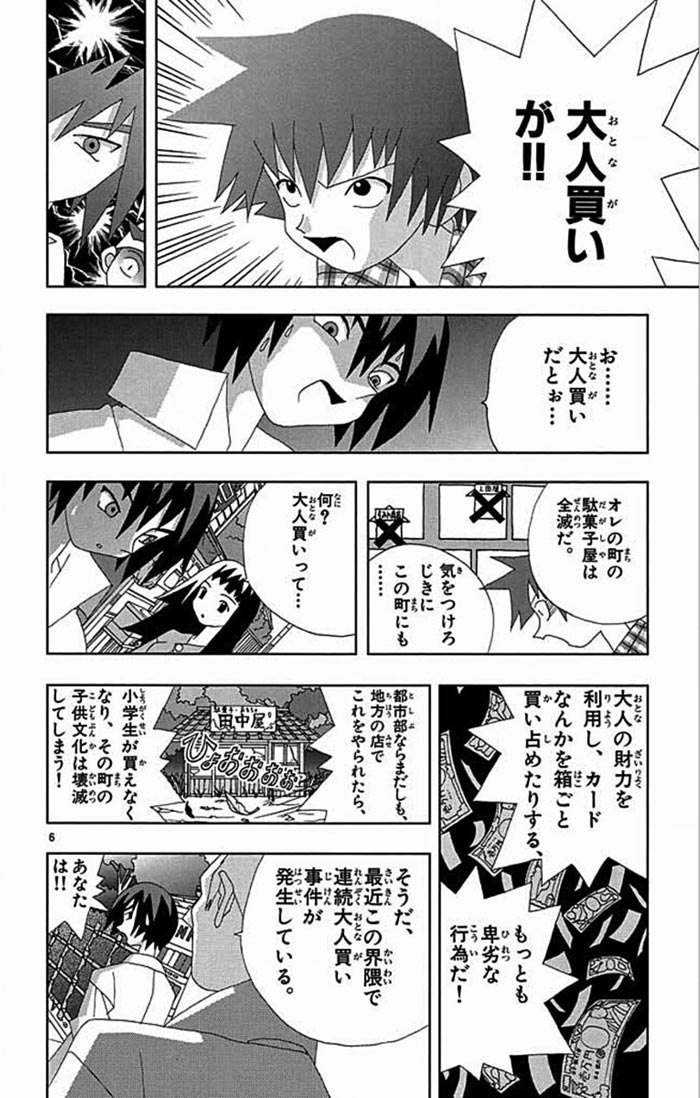 大人買い
が!!
お……
大人買い
だとぉ…
オレの町の
駄菓子屋は
全滅だ。
気をつけろ
じきに
この町にも
……
何?
大人買いって…
大人の財力を
利用し、カード
なんかを箱ごと
買い占めたりする、
もっとも
卑劣な
行為だ!
都市部ならまだしも、
地方の店で
これをやられたら、
田中屋
ひょおおおお
小学生が買えなく
なり、その町の
子供文化は壊滅
してしまう!
そうだ、
最近この界隈で
連続大人買い
事件が
発生している。
あなた
は!!
壱万円
6